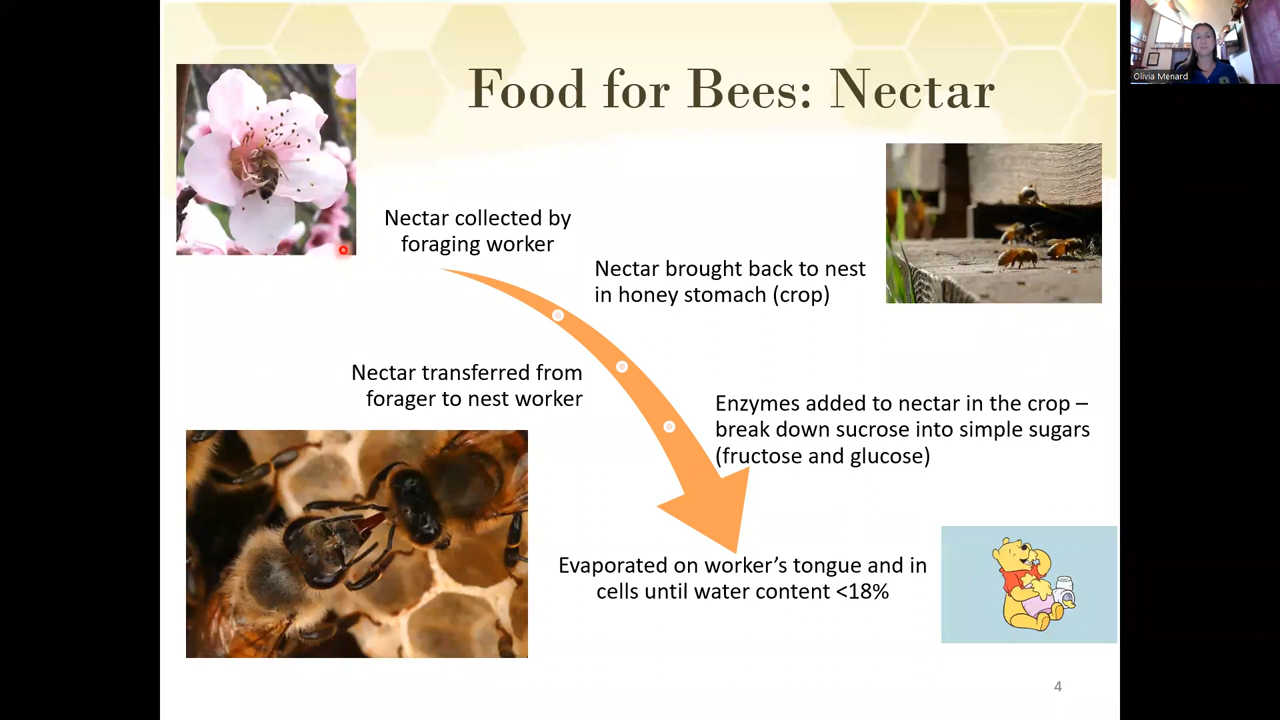 Food for Bees: Nectar
Olivia Menard
Nectar collected by
foraging worker
Nectar brought back to nest
in honey stomach (crop)
Nectar transferred from
forager to nest worker
Enzymes added to nectar in the crop –
break down sucrose into simple sugars
(fructose and glucose)
Evaporated on worker’s tongue and in
cells until water content <18%
4